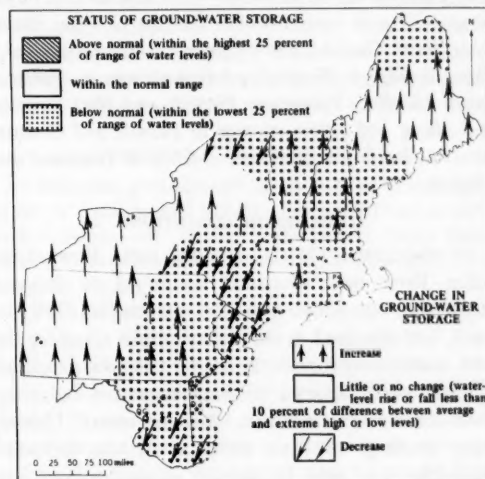 STATUS OF GROUND-WATER STORAGE
Above normal (within the highest 25 percent
of range of water levels)
Within the normal range
Below normal (within the lowest 25 percent
of range of water levels)
N
CHANGE IN
GROUND-WATER
STORAGE
Increase
Little or no change (water-
level rise or fall less than
10 percent of difference between average
and extreme high or low level)
Decrease
0 25 50 75 100 miles